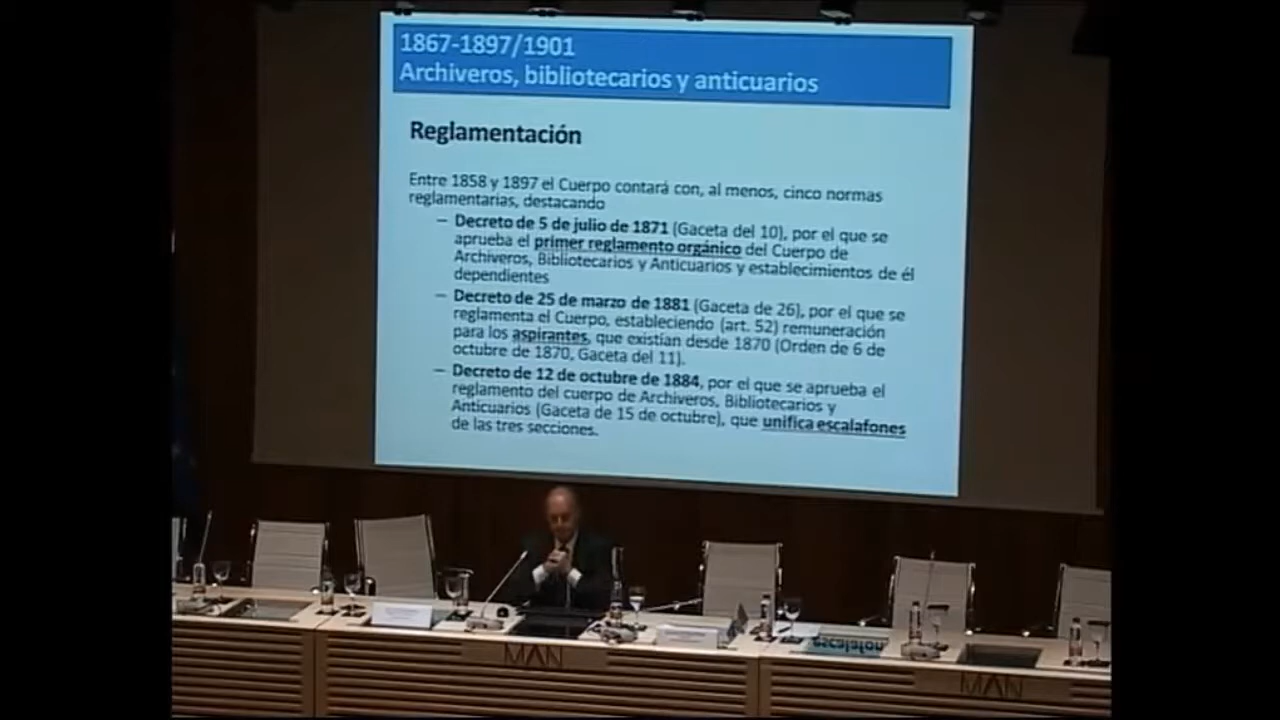 1867-1897/1901
Archiveros, bibliotecarios y anticuarios
Reglamentación
Entre 1858 y 1897 el Cuerpo contará con, al menos, cinco normas
reglamentarias, destacando
– Decreto de 5 de julio de 1871 (Gaceta del 10), por el que se
aprueba el primer reglamento orgánico del Cuerpo de
Archiveros, Bibliotecarios y Anticuarios y establecimientos de él
dependientes
– Decreto de 25 de marzo de 1881 (Gaceta de 26), por el que se
reglamenta el Cuerpo, estableciendo (art. 52) remuneración
para los aspirantes, que existían desde 1870 (Orden de 6 de
octubre de 1870, Gaceta del 11).
– Decreto de 12 de octubre de 1884, por el que se aprueba el
reglamento del cuerpo de Archiveros, Bibliotecarios y
Anticuarios (Gaceta de 15 de octubre), que unifica escalafones
de las tres secciones.
escalafon
MAN
MAN